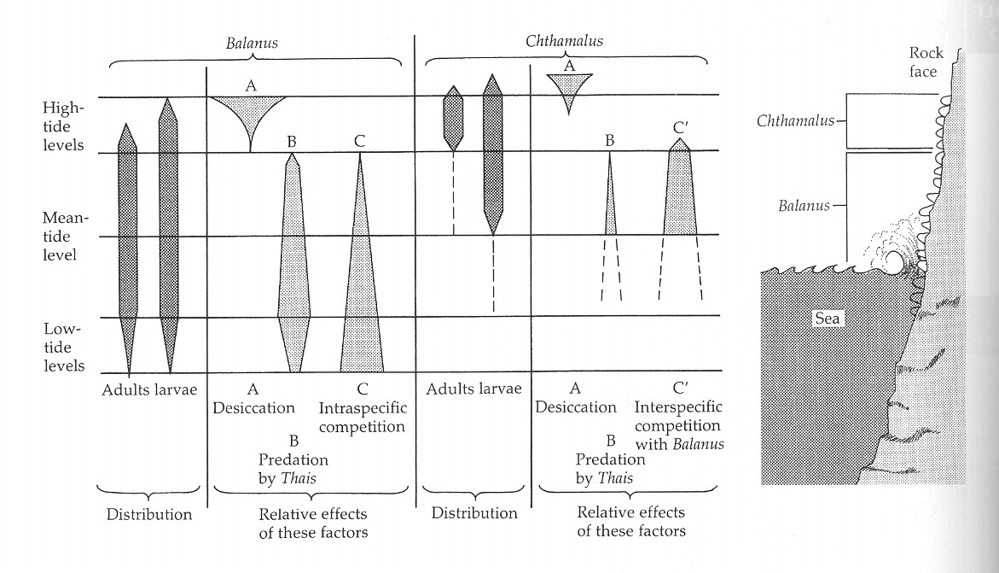 Balanus
Chthamalus
Rock
face
A
A
High-
tide
levels
Chthamalus
B
C
B
C′
Mean-
tide
level
Balanus
Sea
Low-
tide
levels
Adults larvae
A
Desiccation
C
Intraspecific
competition
B
Predation
by Thais
Adults larvae
A
Desiccation
C′
Interspecific
competition
with Balanus
B
Predation
by Thais
Distribution
Relative effects
of these factors
Distribution
Relative effects
of these factors